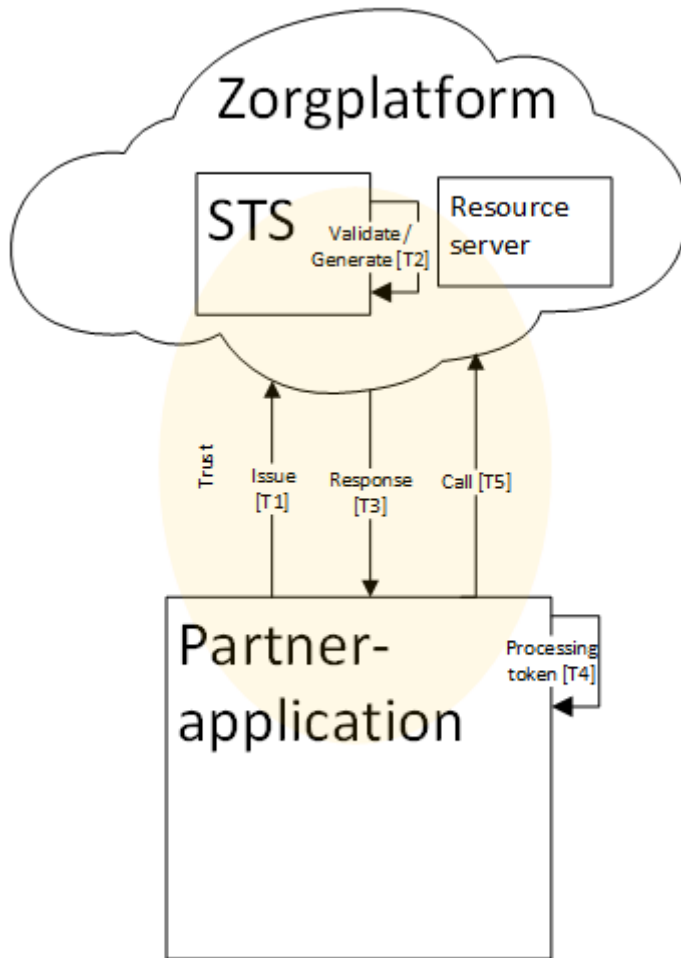 Zorgplatform
STS
Validate/
Generate [T2]
Resource
server
Trust
Issue
[T1]
Response
[T3]
Call [T5]
Partner-
application
Processing
token [T4]